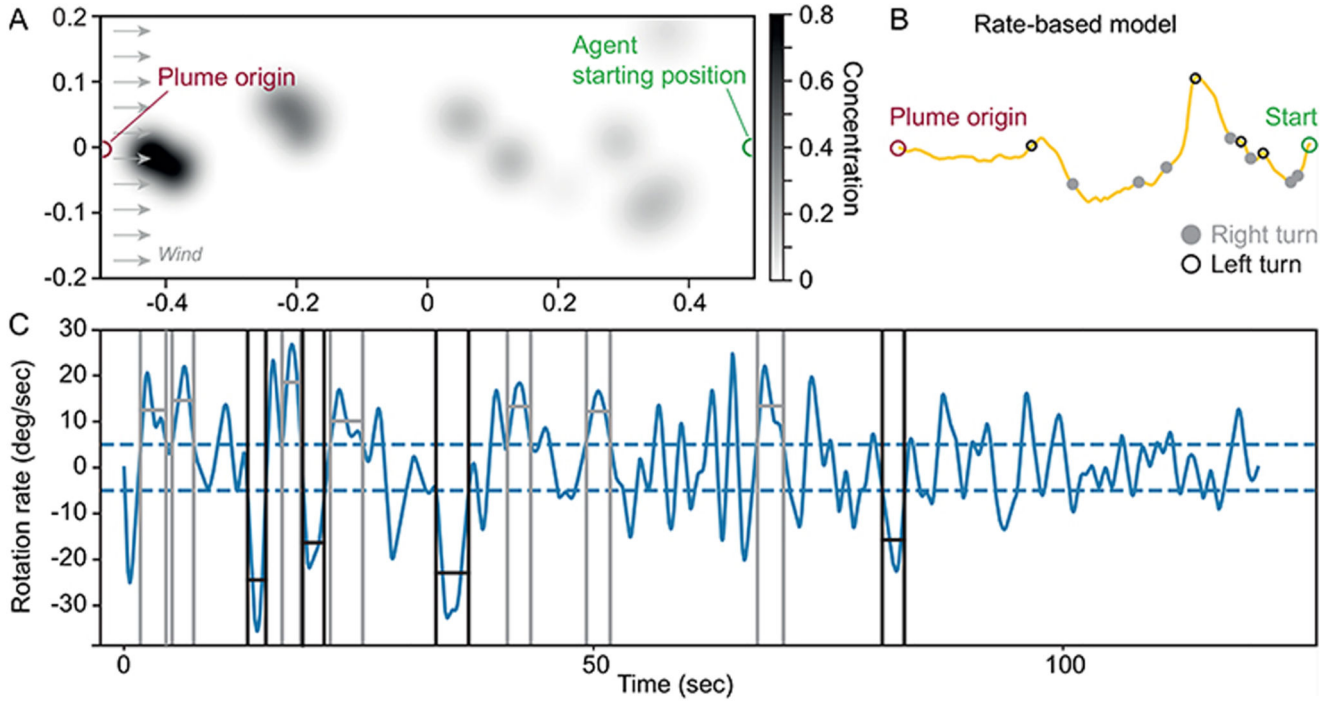 A
0.2
0.1
0
-0.1
-0.2
Plume origin
Agent
starting position
Wind
-0.4
-0.2
0
0.2
0.4
0.8
0.6
0.4
0.2
0
Concentration
B
Rate-based model
Plume origin
Start
Right turn
Left turn
C
30
20
10
0
-10
-20
-30
Rotation rate (deg/sec)
0
50
100
Time (sec)